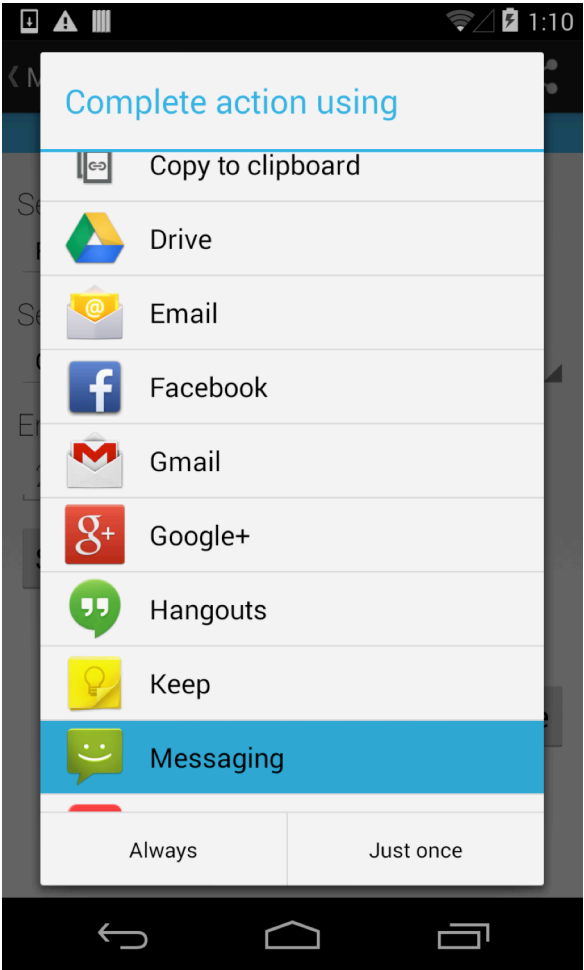 1:10
Complete action using
Copy to clipboard
Drive
Email
Facebook
Gmail
Google+
Hangouts
Keep
Messaging
Always
Just once